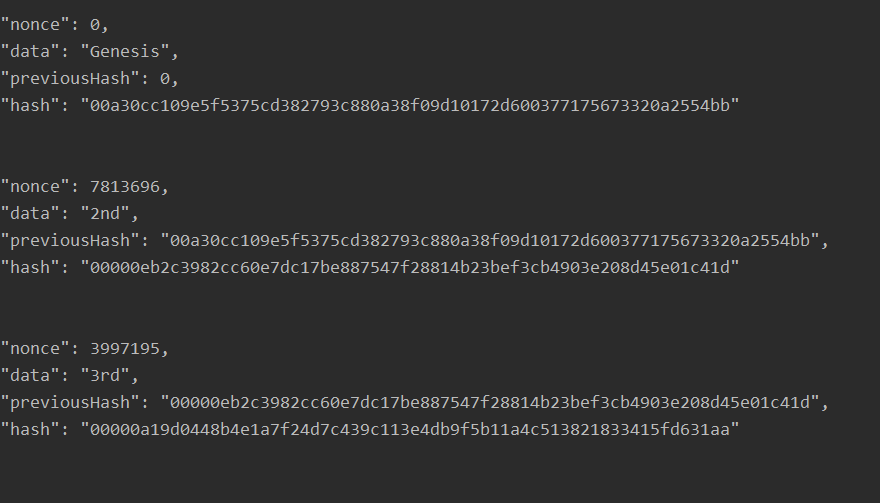 "nonce": 0,
"data": "Genesis",
"previousHash": 0,
"hash": "00a30cc109e5f5375cd382793c880a38f09d10172d600377175673320a2554bb"
"nonce": 7813696,
"data": "2nd",
"previousHash": "00a30cc109e5f5375cd382793c880a38f09d10172d600377175673320a2554bb",
"hash": "00000eb2c3982cc60e7dc17be887547f28814b23bef3cb4903e208d45e01c41d"
"nonce": 3997195,
"data": "3rd",
"previousHash": "00000eb2c3982cc60e7dc17be887547f28814b23bef3cb4903e208d45e01c41d",
"hash": "00000a19d0448b4e1a7f24d7c439c113e4db9f5b11a4c513821833415fd631aa"